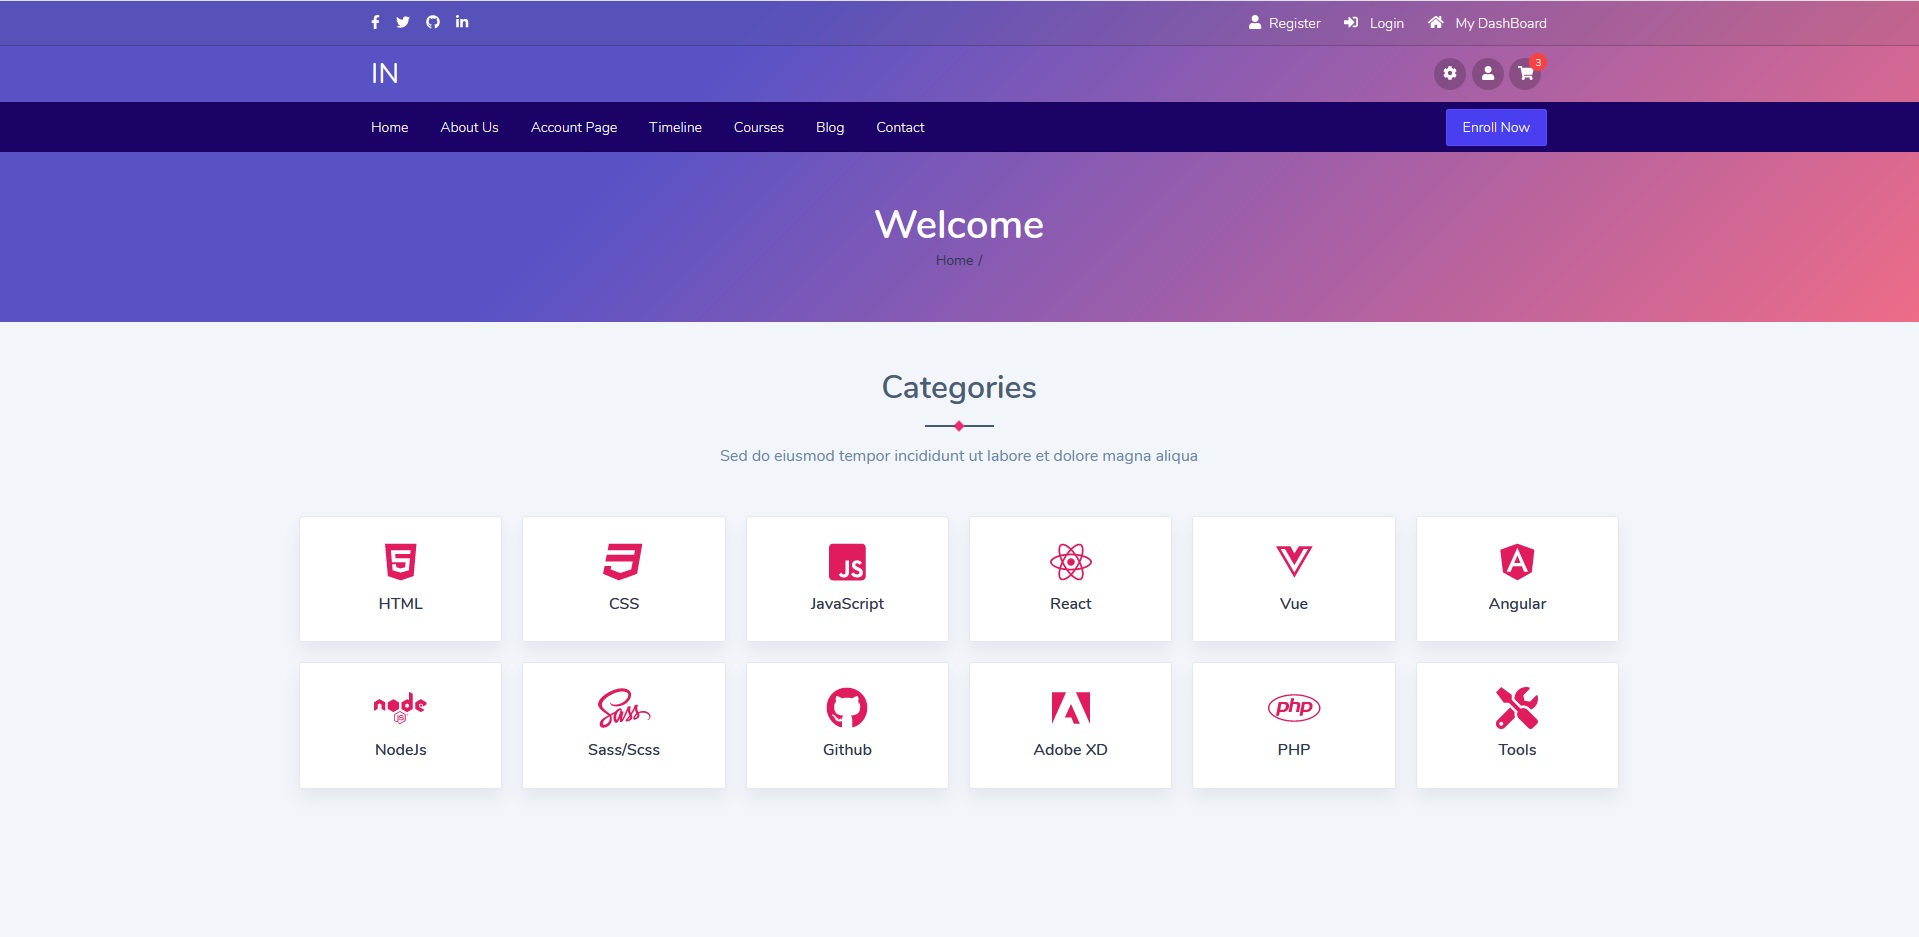 Register Login My DashBoard
IN
3
Home About Us Account Page Timeline Courses Blog Contact Enroll Now
Welcome
Home /
Categories
Sed do eiusmod tempor incididunt ut labore et dolore magna aliqua
5 JS
HTML CSS JavaScript React Vue Angular
node JS Sass php
NodeJs Sass/Scss Github Adobe XD PHP Tools